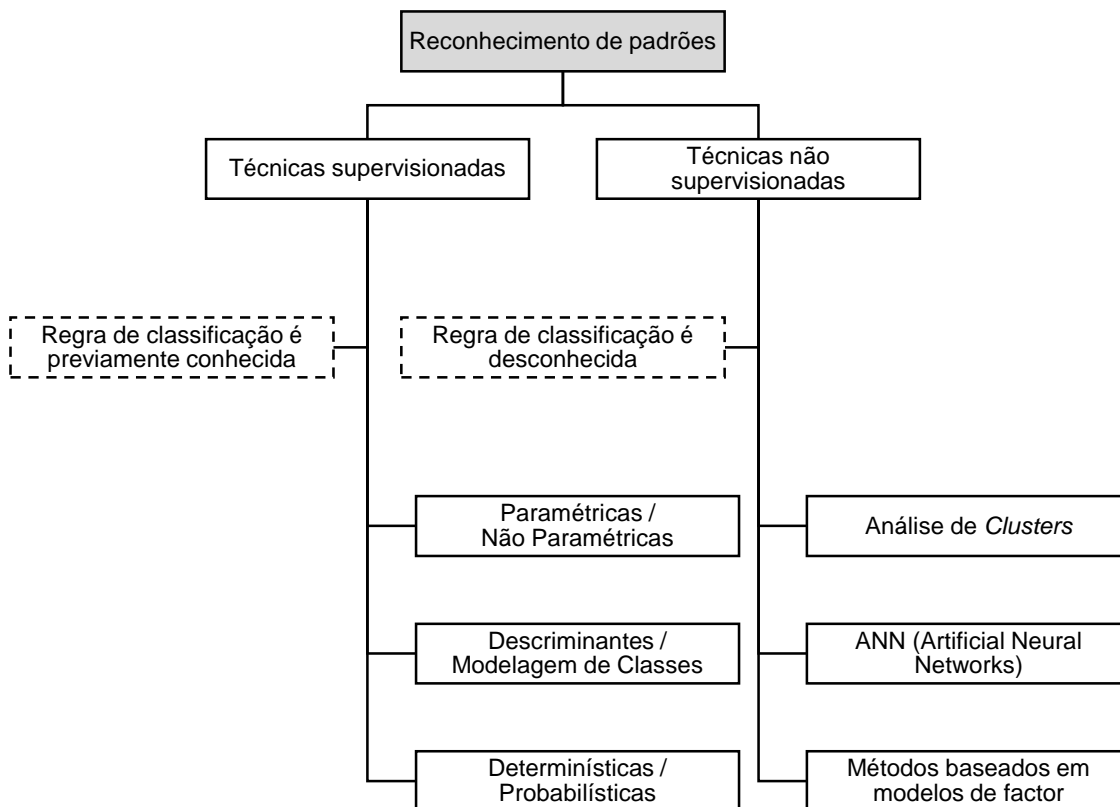 Reconhecimento de padrões
Técnicas supervisionadas
Técnicas não
supervisionadas
Regra de classificação é
previamente conhecida
Regra de classificação é
desconhecida
Paramétricas /
Não Paramétricas
Análise de Clusters
Descriminantes /
Modelagem de Classes
ANN (Artificial Neural
Networks)
Determinísticas /
Probabilísticas
Métodos baseados em
modelos de factor